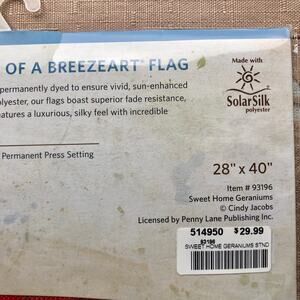 OF A BREEZEART® FLAG
permanently dyed to ensure vivid, sun-enhanced
olyester, our flags boast superior fade resistance,
eatures a luxurious, silky feel with incredible
Permanent Press Setting
Made with
SolarSilk
polyester
28" x 40"
Item # 93196
Sweet Home Geraniums
© Cindy Jacobs
Licensed by Penny Lane Publishing Inc.
514950 $29.99
93196
SWEET HOME GERANIUMS STND